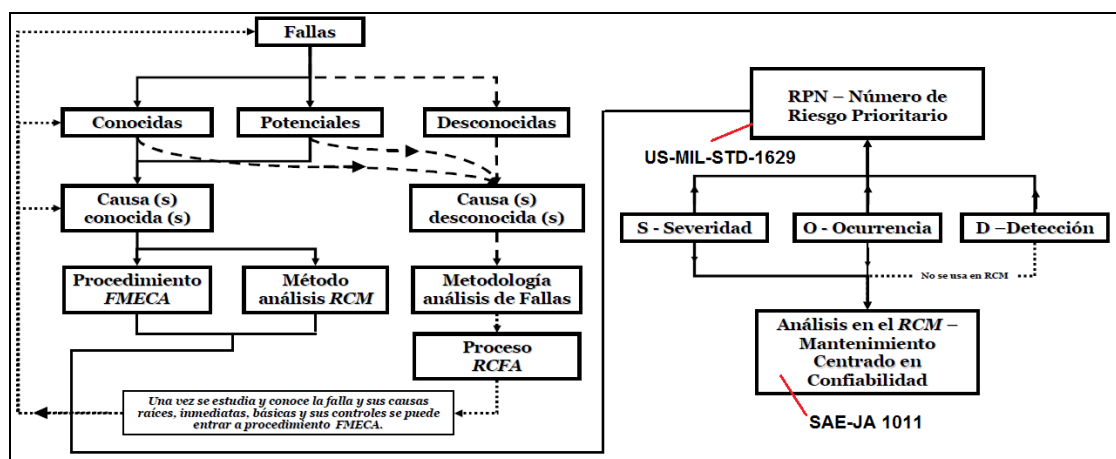 Fallas
Conocidas
Potenciales
Desconocidas
Causa (s)
conocida (s)
Causa (s)
desconocida (s)
Procedimiento
FMECA
Método
análisis RCM
Metodología
análisis de Fallas
Proceso
RCFA
Una vez se estudia y conoce la falla y sus causas
raíces, inmediatas, básicas y sus controles se puede
entrar a procedimiento FMECA.
RPN – Número de
Riesgo Prioritario
US-MIL-STD-1629
S - Severidad
O - Ocurrencia
D –Detección
No se usa en RCM
Análisis en el RCM –
Mantenimiento
Centrado en
Confiabilidad
SAE-JA 1011